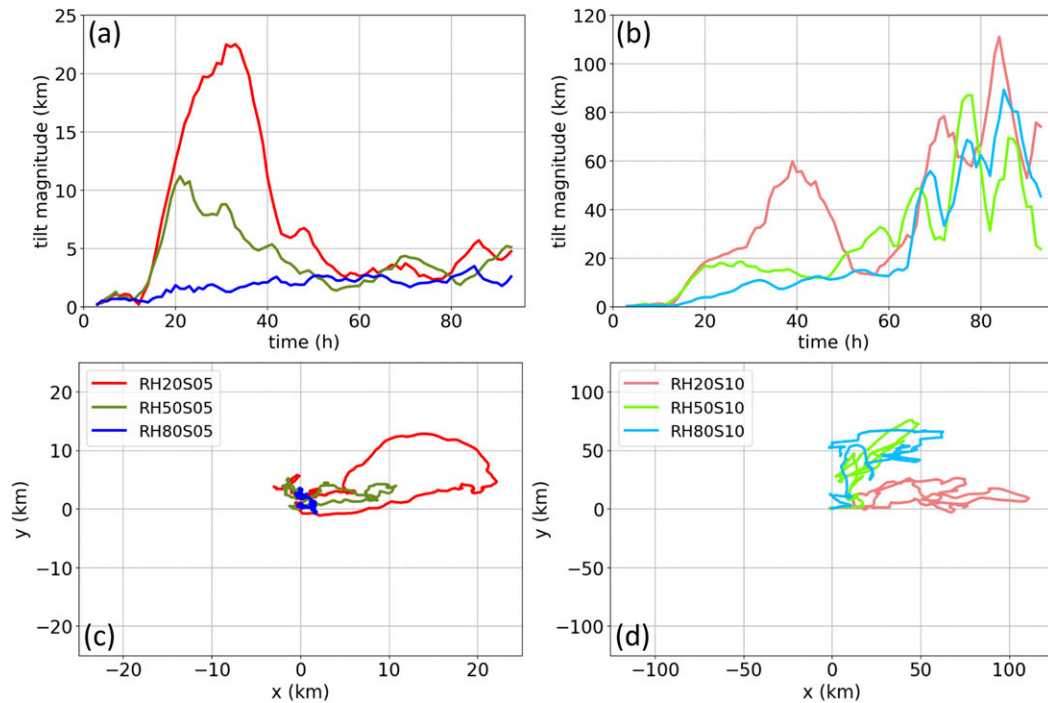 (a)
tilt magnitude (km)
25
20
15
10
5
0
0 20 40 60 80
time (h)
(b)
tilt magnitude (km)
120
100
80
60
40
20
0
0 20 40 60 80
time (h)
(c)
RH20S05
RH50S05
RH80S05
y (km)
20
10
0
−10
−20
−20 −10 0 10 20
x (km)
(d)
RH20S10
RH50S10
RH80S10
y (km)
100
50
0
−50
−100
−100 −50 0 50 100
x (km)